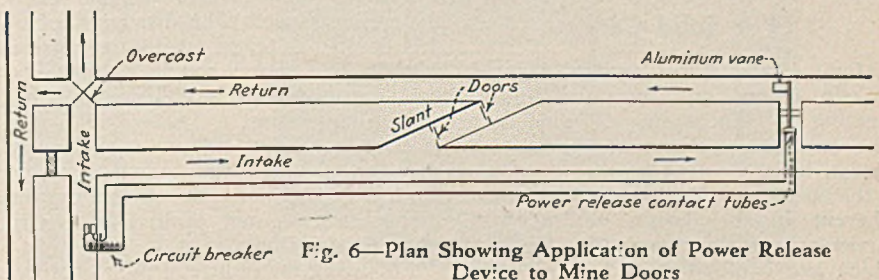 Overcast
Aluminum vane
Return
Doors
Return
Slant
Intake
Intake
Power release contact tubes
Circuit breaker
Fig. 6—Plan Showing Application of Power Release
Device to Mine Doors